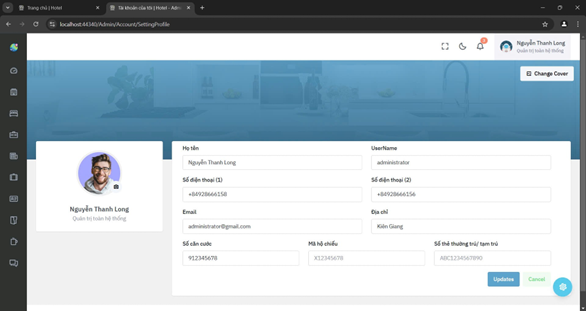 Trang chủ | Hotel
Tài khoản của tôi | Hotel - Adm
localhost:44340/Admin/Account/SettingProfile
Nguyễn Thanh Long
Quản trị toàn hệ thống
Change Cover
Họ tên
UserName
Nguyễn Thanh Long
administrator
Số điện thoại (1)
Số điện thoại (2)
+84928666158
+84928666156
Nguyễn Thanh Long
Quản trị toàn hệ thống
Email
Địa chỉ
administrator@gmail.com
Kiên Giang
Số căn cước
Mã hộ chiếu
Số thẻ thường trú/ tạm trú
912345678
X12345678
ABC1234567890
Updates
Cancel